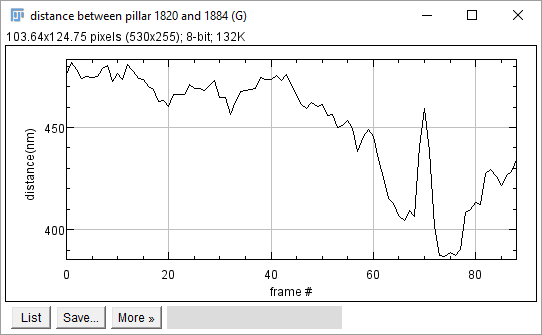 distance between pillar 1820 and 1884 (G)
103.64x124.75 pixels (530x255); 8-bit; 132K
distance(nm)
450
400
0 20 40 60 80
frame #
List Save... More »